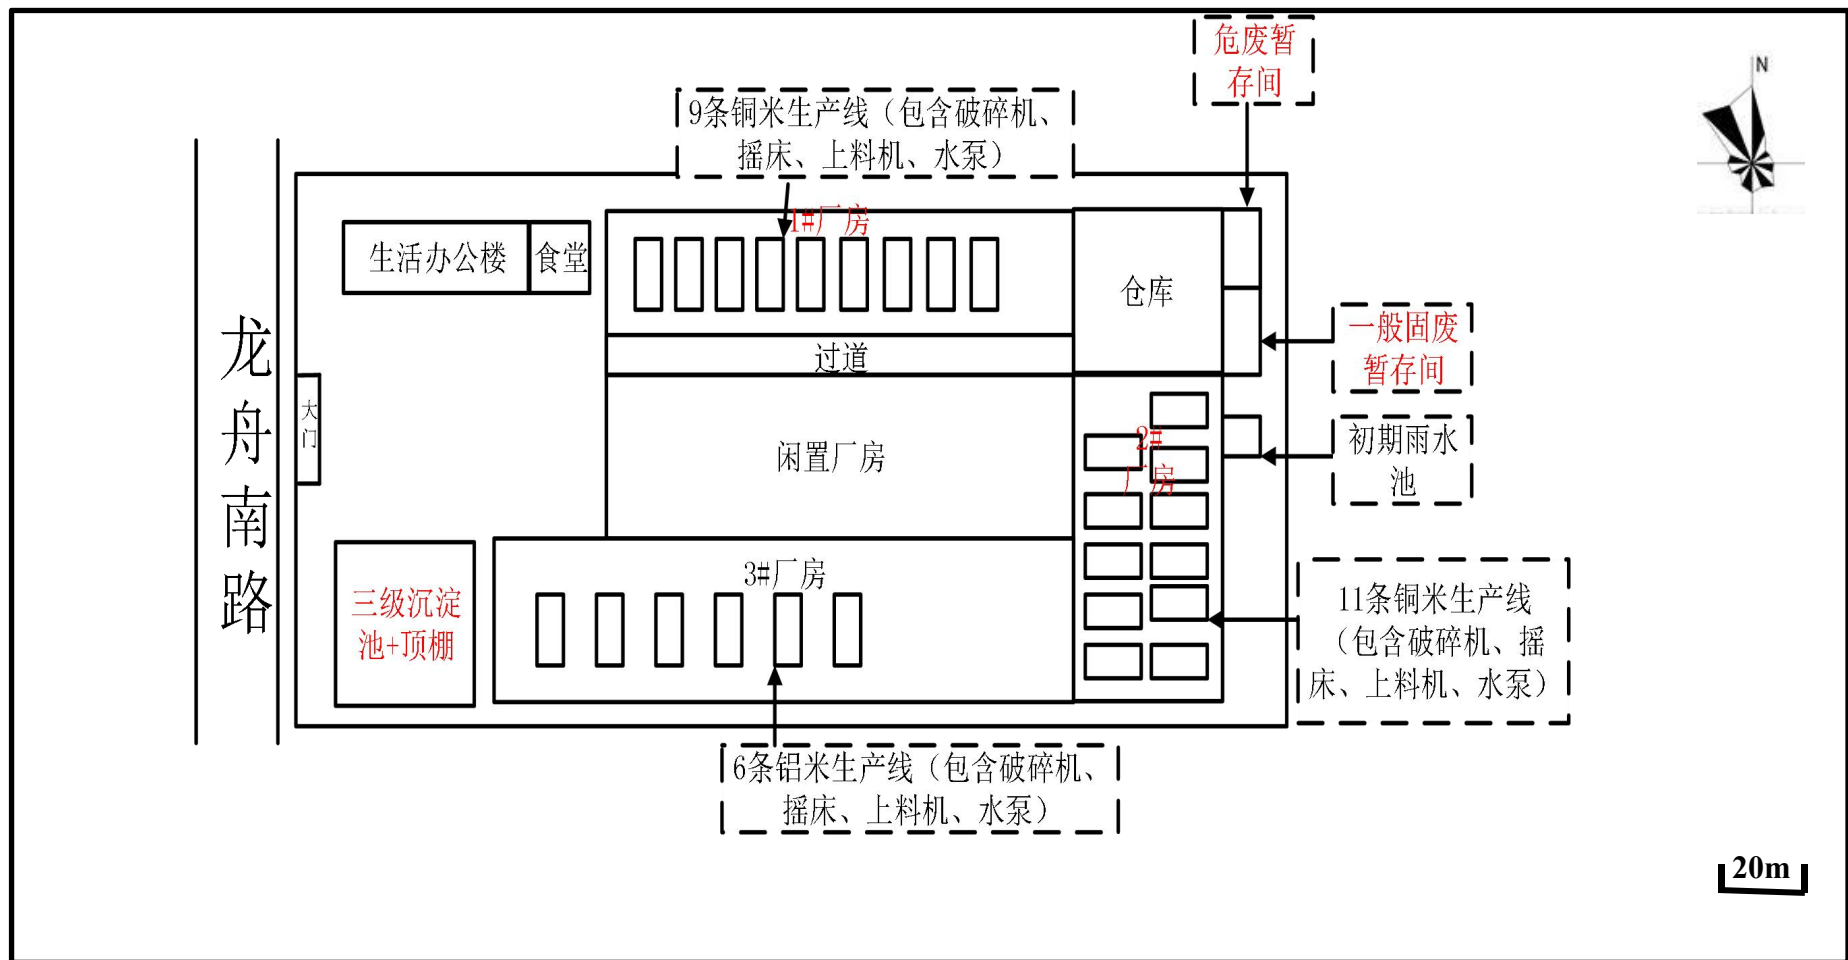 危废暂
存间
N
9条铜米生产线（包含破碎机、
摇床、上料机、水泵）
1#厂房
生活办公楼
食堂
仓库
一般固废
暂存间
过道
龙舟南路
大门
闲置厂房
2#
厂房
初期雨水
池
3#厂房
三级沉淀
池+顶棚
11条铜米生产线
（包含破碎机、摇
床、上料机、水泵）
6条铝米生产线（包含破碎机、
摇床、上料机、水泵）
20m